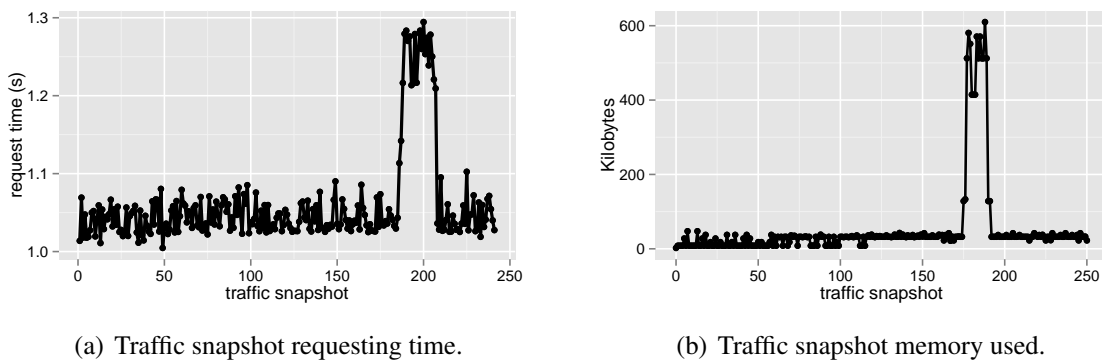 1.3
1.2
1.1
1.0
request time (s)
0 50 100 150 200 250
traffic snapshot
(a) Traffic snapshot requesting time.
600
400
200
0
Kilobytes
0 50 100 150 200 250
traffic snapshot
(b) Traffic snapshot memory used.